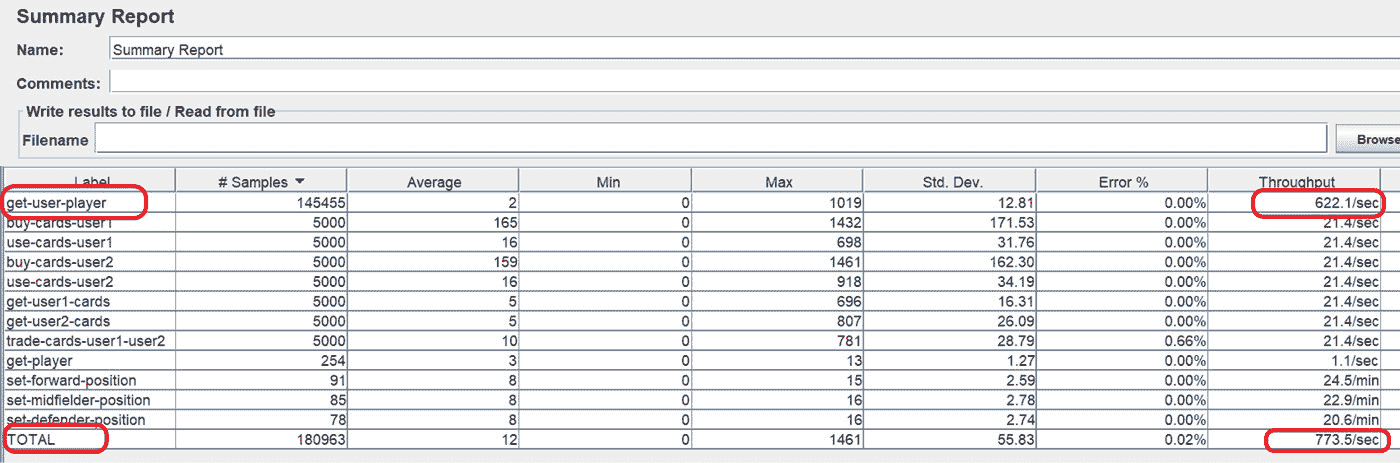 Summary Report
Name: Summary Report
Comments:
Write results to file / Read from file
Filename Browse
Label # Samples Average Min Max Std. Dev. Error % Throughput
get-user-player 145455 2 0 1019 12.81 0.00% 622.1/sec
buy-cards-user1 5000 165 0 1432 171.53 0.00% 21.4/sec
use-cards-user1 5000 16 0 698 31.76 0.00% 21.4/sec
buy-cards-user2 5000 159 0 1461 162.30 0.00% 21.4/sec
use-cards-user2 5000 16 0 918 34.19 0.00% 21.4/sec
get-user1-cards 5000 5 0 696 16.31 0.00% 21.4/sec
get-user2-cards 5000 5 0 807 26.09 0.00% 21.4/sec
trade-cards-user1-user2 5000 10 0 781 28.79 0.66% 21.4/sec
get-player 254 3 0 13 1.27 0.00% 1.1/sec
set-forward-position 91 8 0 15 2.59 0.00% 24.5/min
set-midfielder-position 85 8 0 16 2.78 0.00% 22.9/min
set-defender-position 78 8 0 16 2.74 0.00% 20.6/min
TOTAL 180963 12 0 1461 55.83 0.02% 773.5/sec